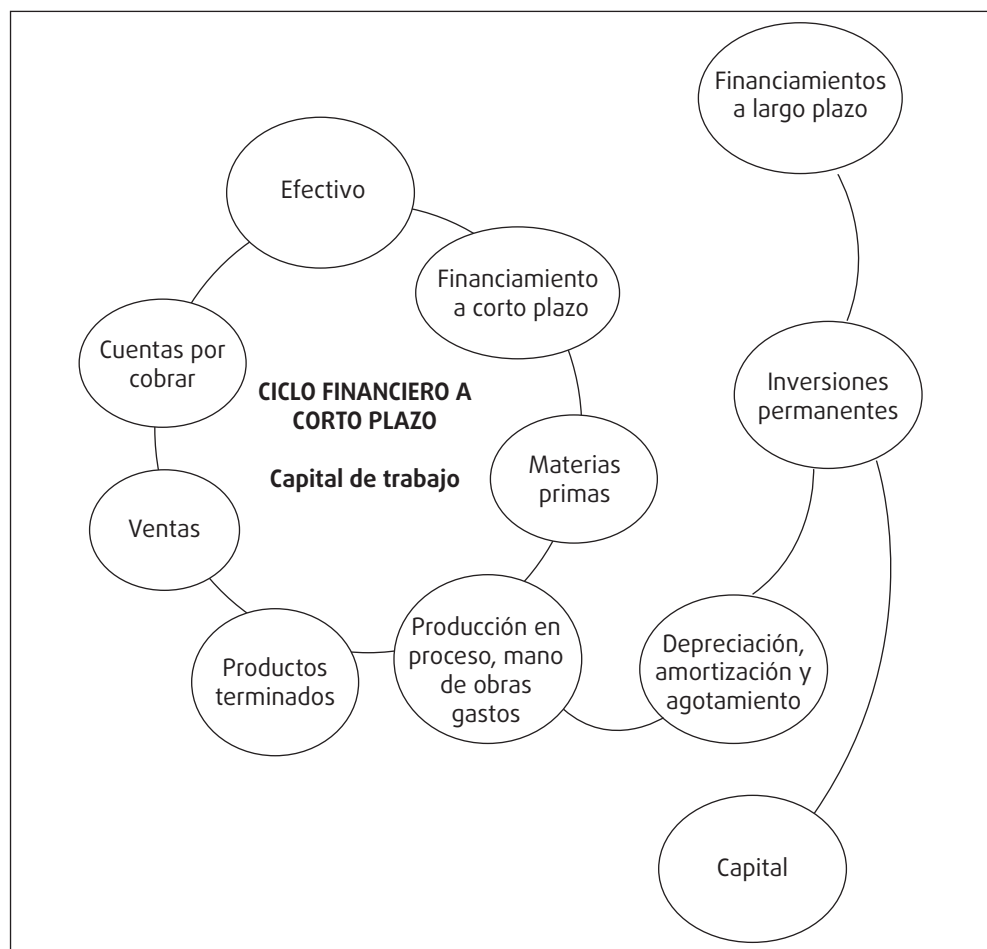 Financiamientos
a largo plazo
Efectivo
Financiamiento
a corto plazo
Cuentas por
cobrar
CICLO FINANCIERO A
CORTO PLAZO
Capital de trabajo
Inversiones
permanentes
Materias
primas
Ventas
Producción en
proceso, mano
de obras
gastos
Productos
terminados
Depreciación,
amortización y
agotamiento
Capital